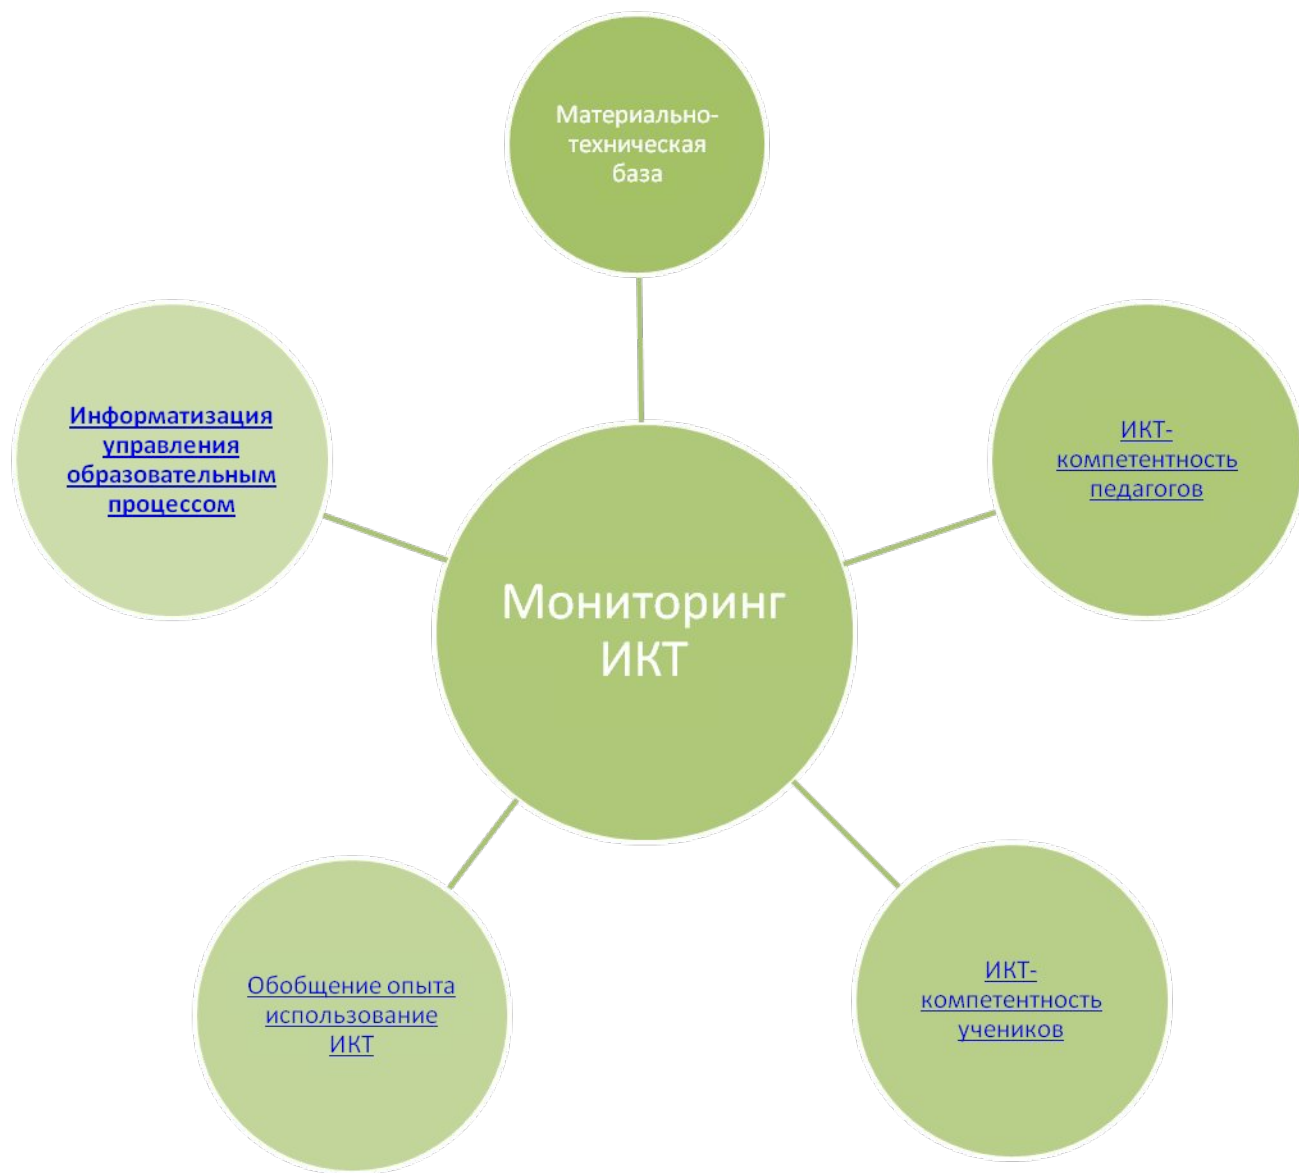 Материально-
техническая
база
Информатизация
управления
образовательным
процессом
ИКТ-
компетентность
педагогов
Мониторинг
ИКТ
Обобщение опыта
использование
ИКТ
ИКТ-
компетентность
учеников